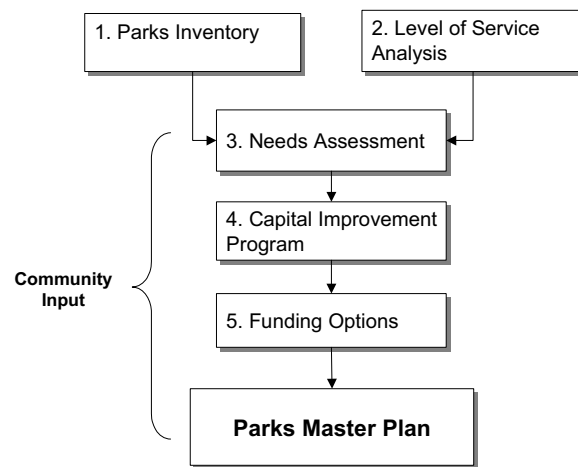 1. Parks Inventory
2. Level of Service
Analysis
3. Needs Assessment
4. Capital Improvement
Program
Community
Input
5. Funding Options
Parks Master Plan